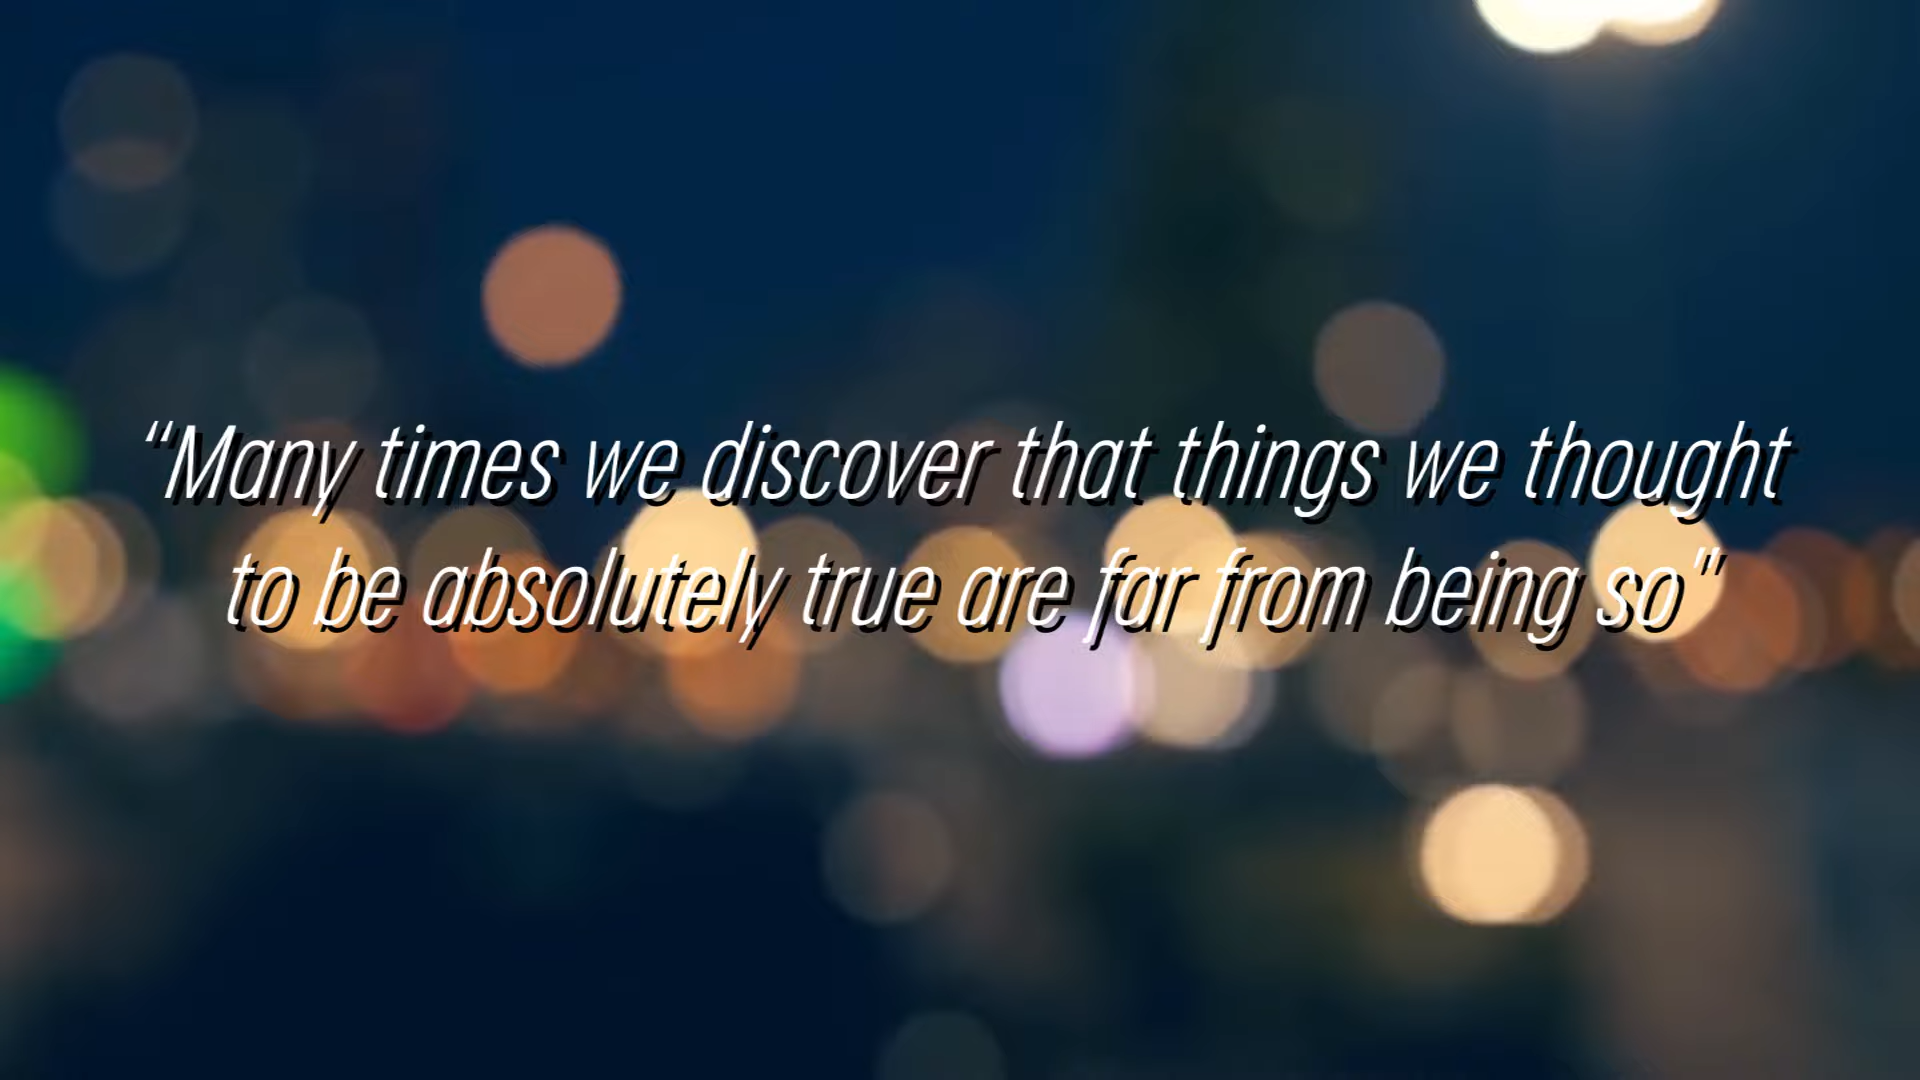 “Many times we discover that things we thought
to be absolutely true are far from being so”